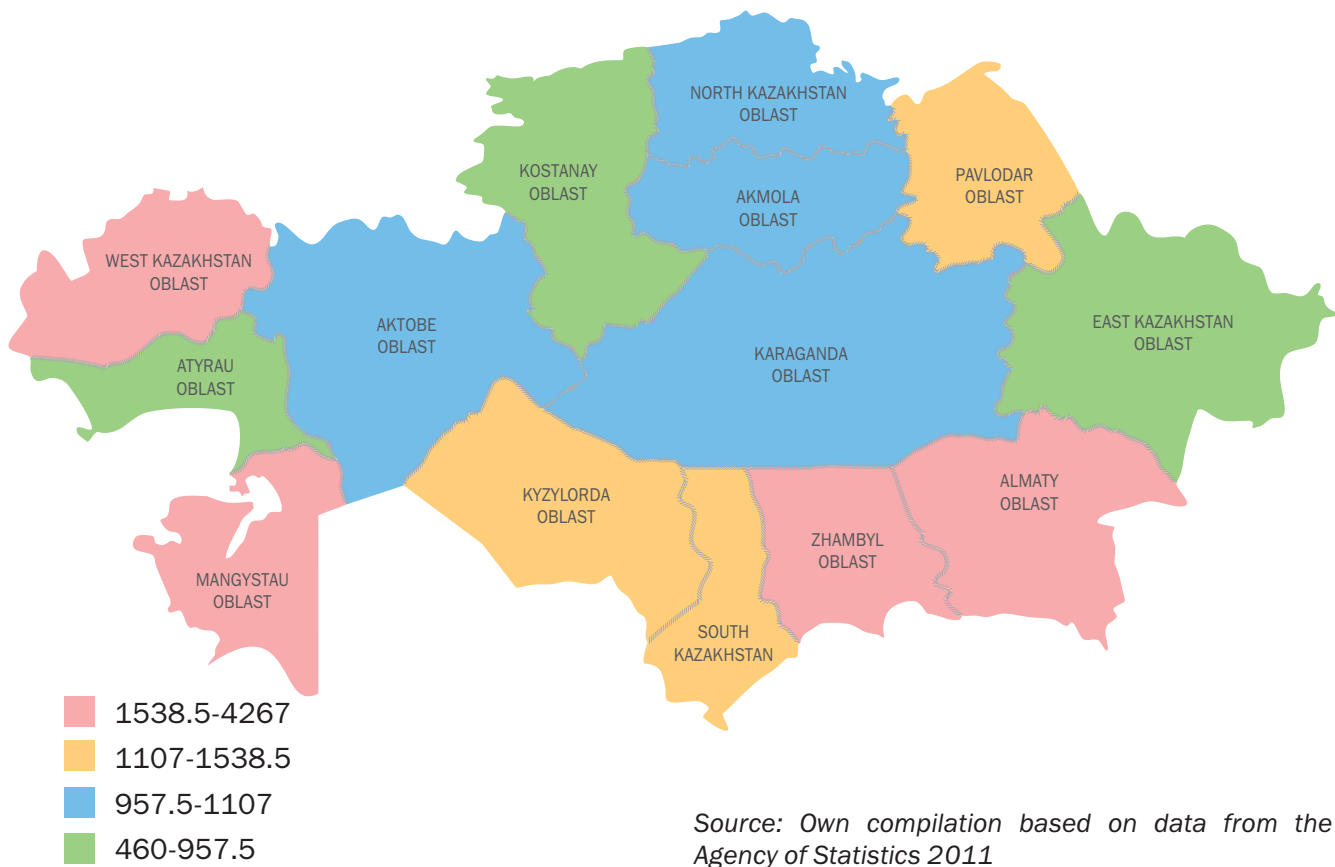 NORTH KAZAKHSTAN
OBLAST
KOSTANAY
OBLAST
PAVLODAR
OBLAST
AKMOLA
OBLAST
WEST KAZAKHSTAN
OBLAST
AKTOBE
OBLAST
EAST KAZAKHSTAN
OBLAST
ATYRAU
OBLAST
KARAGANDA
OBLAST
KYZYLORDA
OBLAST
ALMATY
OBLAST
ZHAMBYL
OBLAST
MANGYSTAU
OBLAST
SOUTH
KAZAKHSTAN
1538.5-4267
1107-1538.5
957.5-1107
460-957.5
Source: Own compilation based on data from the
Agency of Statistics 2011